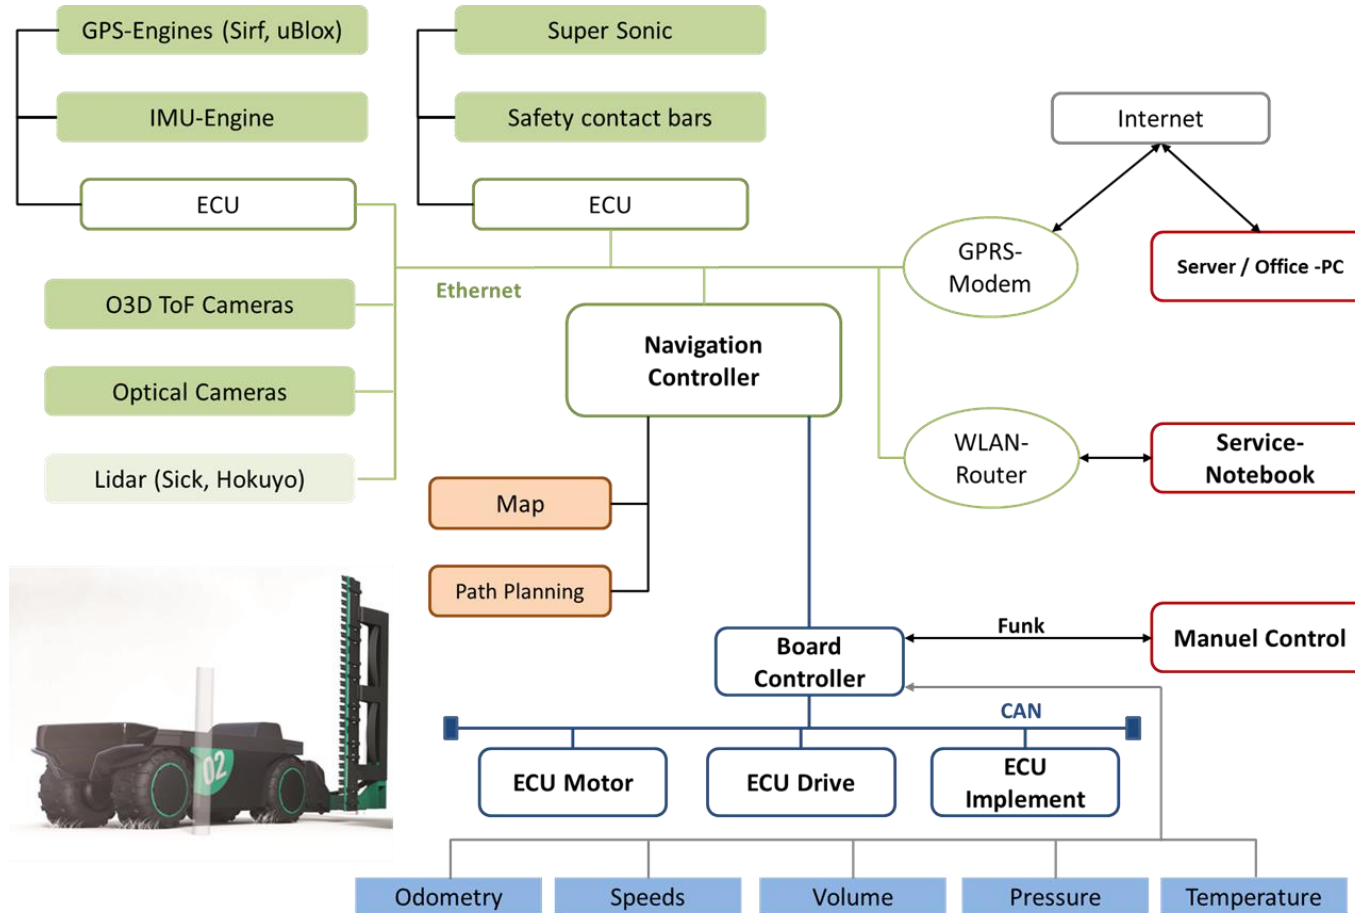 GPS-Engines (Sirf, uBlox)
Super Sonic
IMU-Engine
Safety contact bars
Internet
ECU
ECU
GPRS-
Modem
Server / Office -PC
Ethernet
O3D ToF Cameras
Navigation
Controller
Optical Cameras
WLAN-
Router
Service-
Notebook
Lidar (Sick, Hokuyo)
Map
Path Planning
Funk
Board
Controller
Manuel Control
CAN
02
ECU Motor
ECU Drive
ECU
Implement
Odometry
Speeds
Volume
Pressure
Temperature